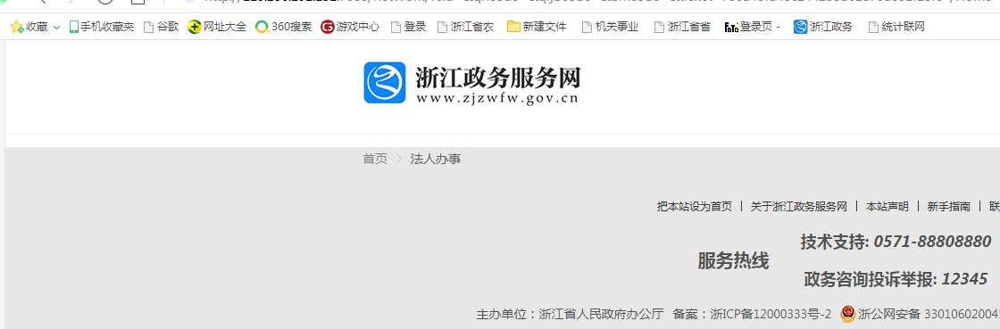 收藏 手机收藏夹 谷歌 网址大全 360搜索 游戏中心 登录 浙江省农 新建文件 机关事业 浙江省省 登录页 - 浙江政务 统计联网
浙江政务服务网
www.zjzwfw.gov.cn
首页 > 法人办事
把本站设为首页 | 关于浙江政务服务网 | 本站声明 | 新手指南 | 联
技术支持: 0571-88808880
服务热线
政务咨询投诉举报: 12345
主办单位：浙江省人民政府办公厅 备案：浙ICP备12000333号-2 浙公网安备 33010602004